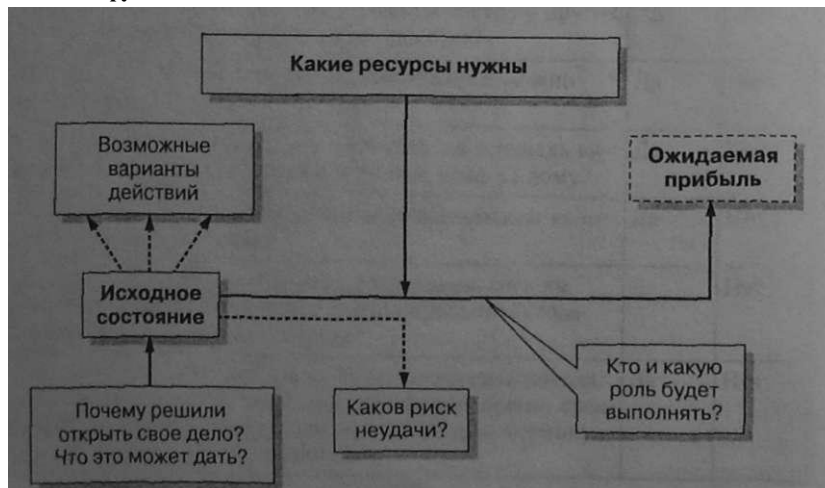 Какие ресурсы нужны
Возможные
варианты
действий
Ожидаемая
прибыль
Исходное
состояние
Почему решили
открыть свое дело?
Что это может дать?
Каков риск
неудачи?
Кто и какую
роль будет
выполнять?